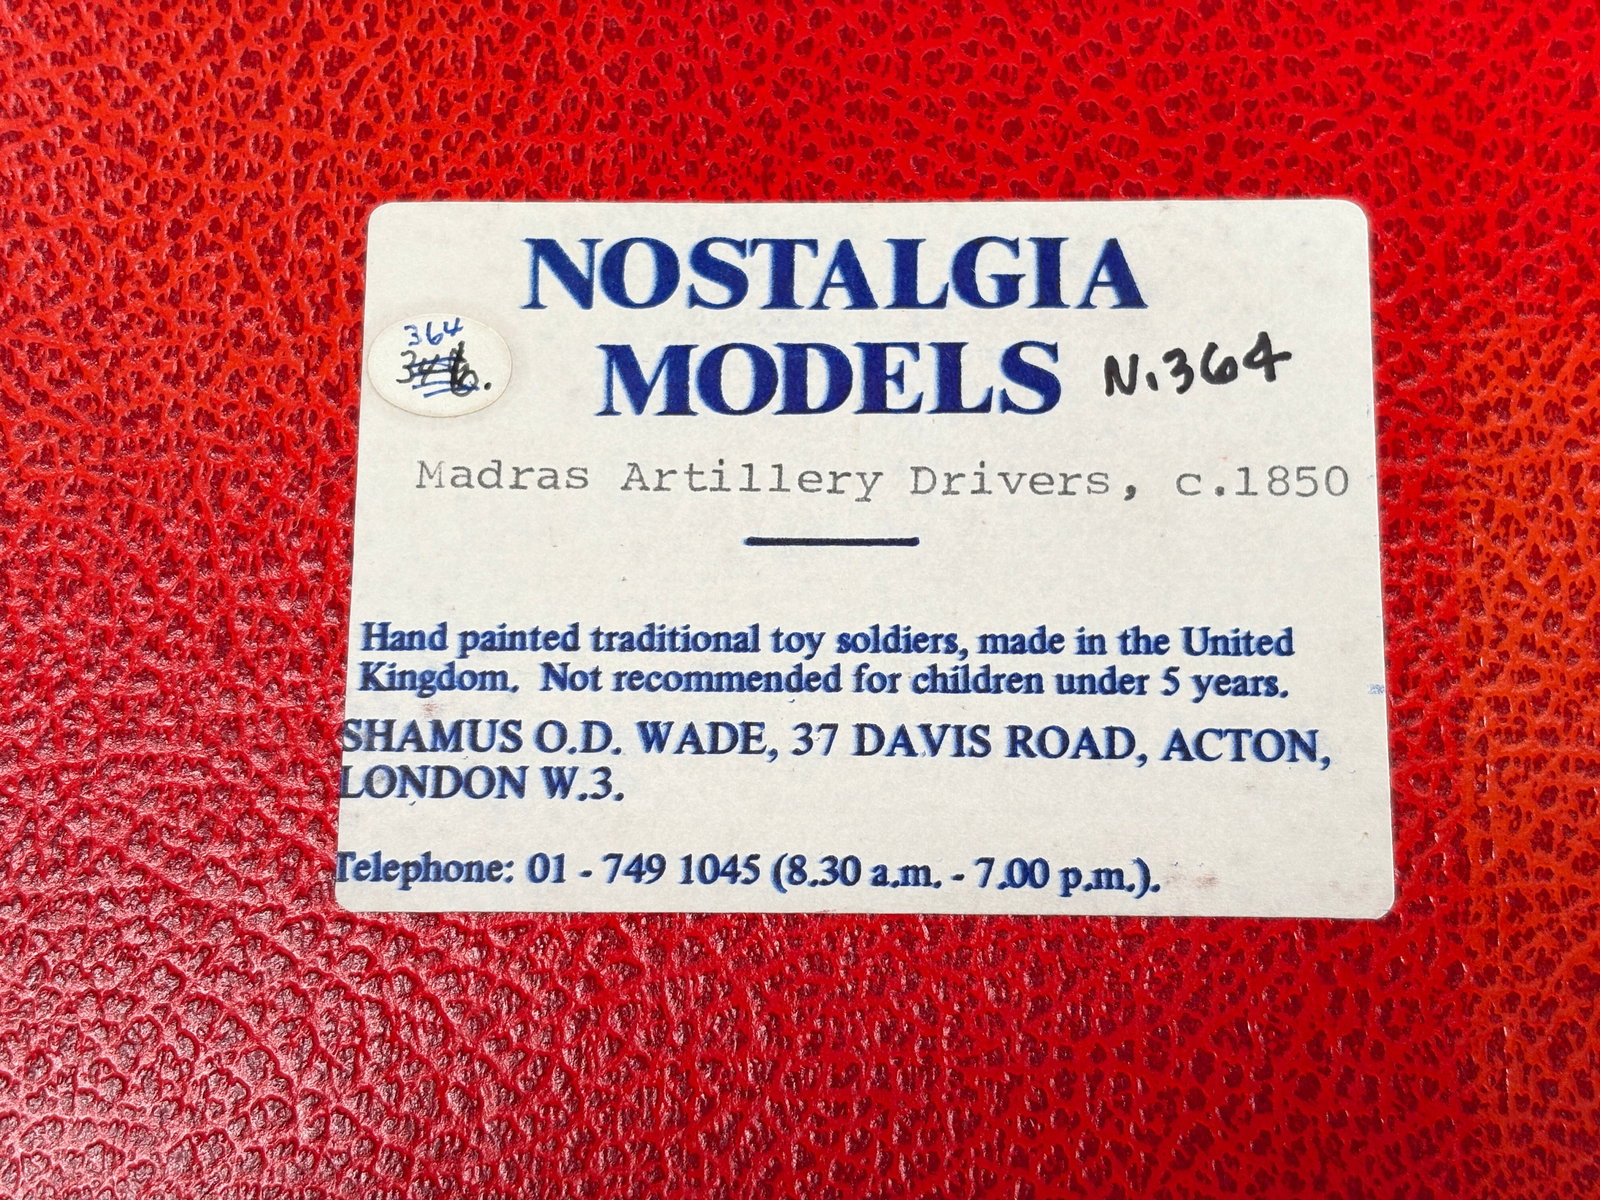 NOSTALGIA
364
MODELS N.364
Madras Artillery Drivers, c.1850
Hand painted traditional toy soldiers, made in the United
Kingdom. Not recommended for children under 5 years.
SHAMUS O.D. WADE, 37 DAVIS ROAD, ACTON,
LONDON W.3.
Telephone: 01 - 749 1045 (8.30 a.m. - 7.00 p.m.).